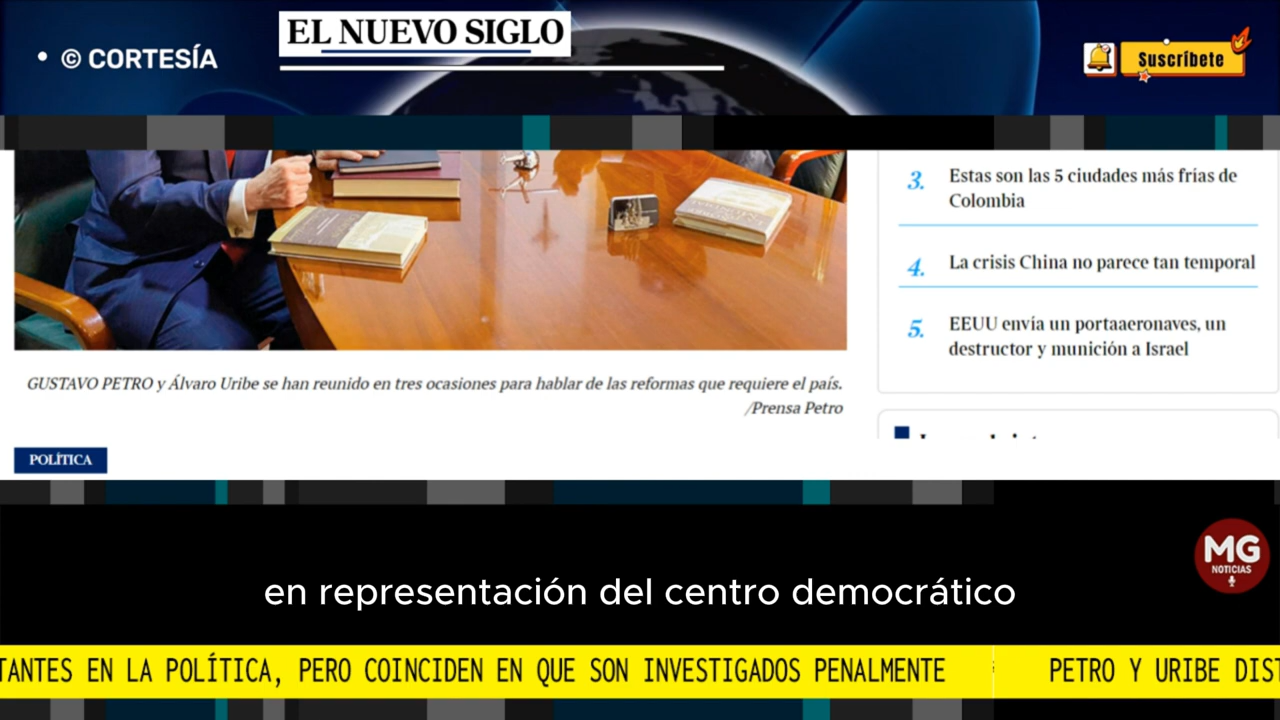 • © CORTESÍA
EL NUEVO SIGLO
Suscríbete
3. Estas son las 5 ciudades más frías de
Colombia
4. La crisis China no parece tan temporal
5. EEUU envía un portaaeronaves, un
destructor y munición a Israel
GUSTAVO PETRO y Álvaro Uribe se han reunido en tres ocasiones para hablar de las reformas que requiere el país.
/Prensa Petro
POLÍTICA
MG
NOTICIAS
en representación del centro democrático
TANTES EN LA POLÍTICA, PERO COINCIDEN EN QUE SON INVESTIGADOS PENALMENTE
PETRO Y URIBE DIS